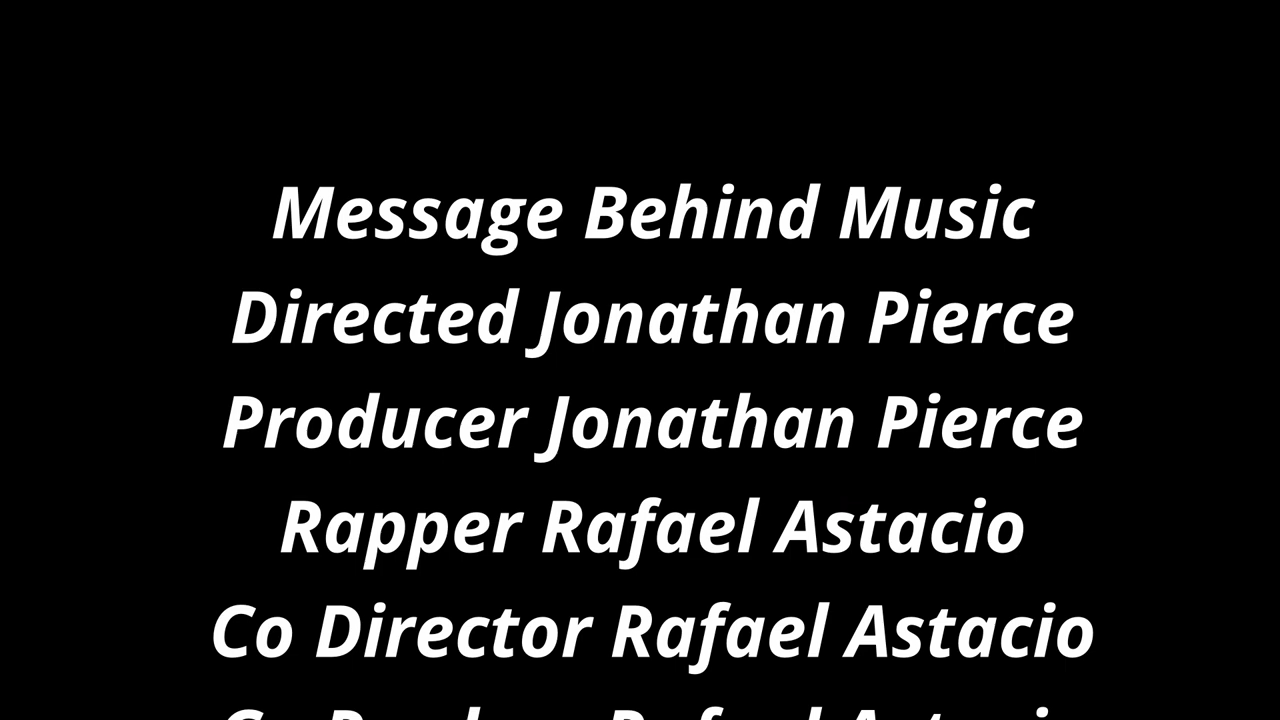 Message Behind Music
Directed Jonathan Pierce
Producer Jonathan Pierce
Rapper Rafael Astacio
Co Director Rafael Astacio